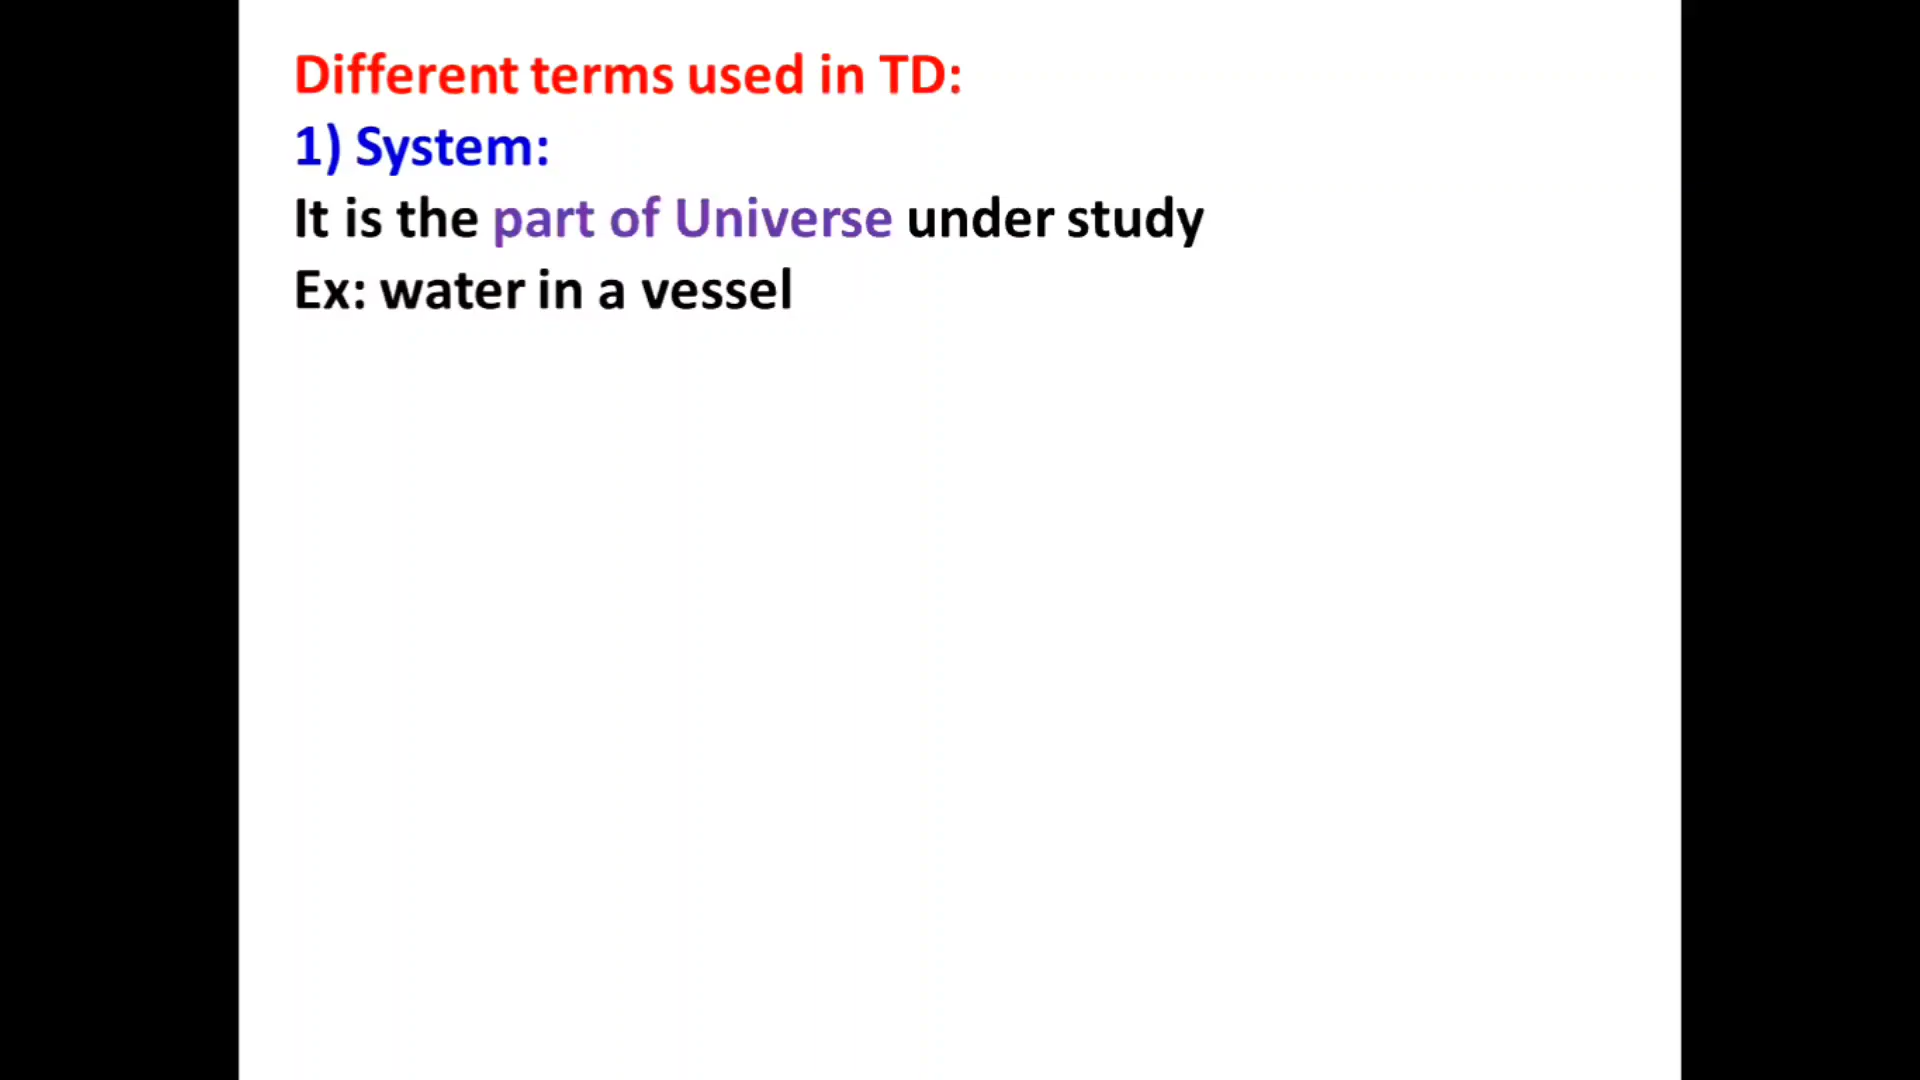 Different terms used in TD:
1) System:
It is the part of Universe under study
Ex: water in a vessel